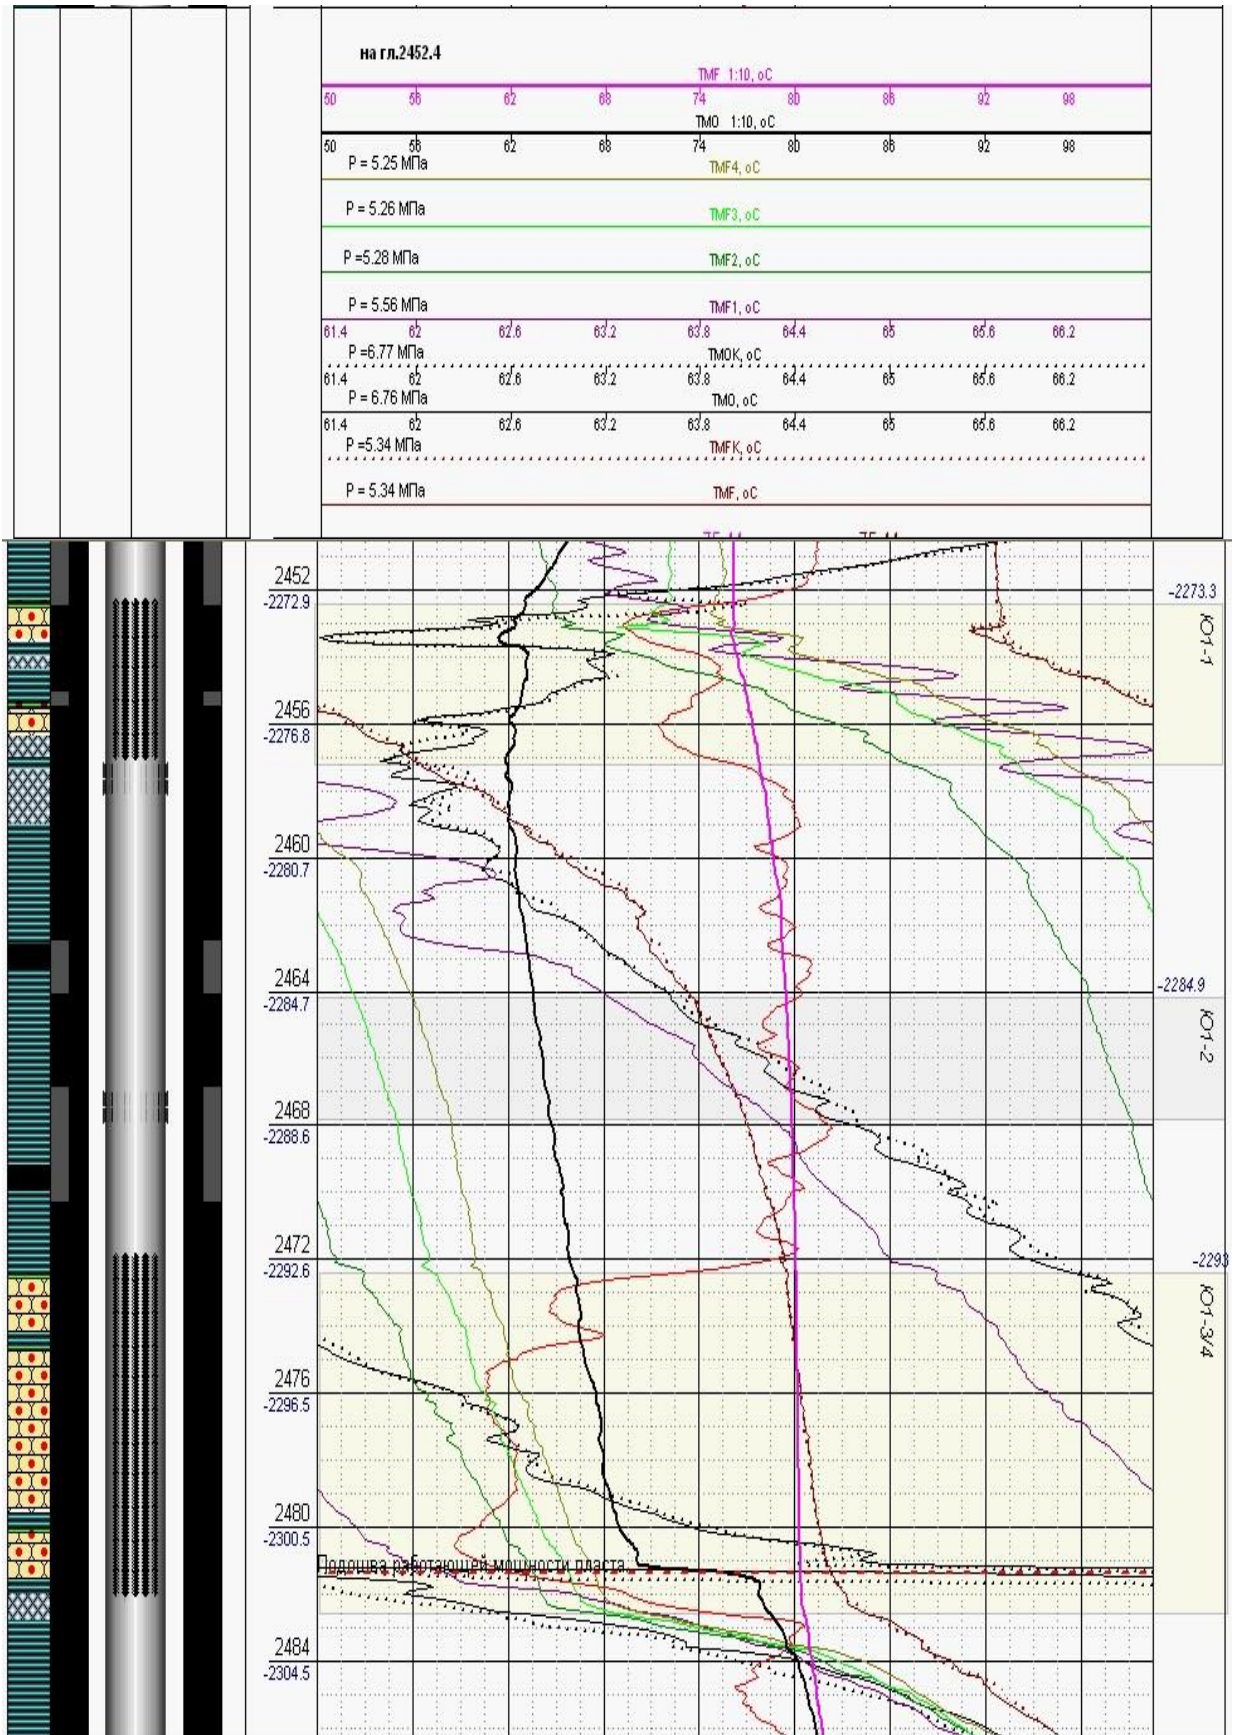 на гл.2452.4
TMF 1:10, oC
50 56 62 68 74 80 86 92 98
TMO 1:10, oC
50 56 62 68 74 80 86 92 98
P = 5.25 МПа TMF4, oC
P = 5.26 МПа TMF3, oC
P =5.28 МПа TMF2, oC
P = 5.56 МПа TMF1, oC
61.4 62 62.6 63.2 63.8 64.4 65 65.6 66.2
P =6.77 МПа TMOK, oC
61.4 62 62.6 63.2 63.8 64.4 65 65.6 66.2
P = 6.76 МПа TMO, oC
61.4 62 62.6 63.2 63.8 64.4 65 65.6 66.2
P =5.34 МПа TMFK, oC
P = 5.34 МПа TMF, oC
2452
-2272.9 -2273.3
Ю1-1
2456
-2276.8
2460
-2280.7
2464
-2284.7 -2284.9
Ю1-2
2468
-2288.6
2472
-2292.6 -2293
Ю1-3/4
2476
-2296.5
2480
-2300.5
Подошва работающей мощности пласта
2484
-2304.5